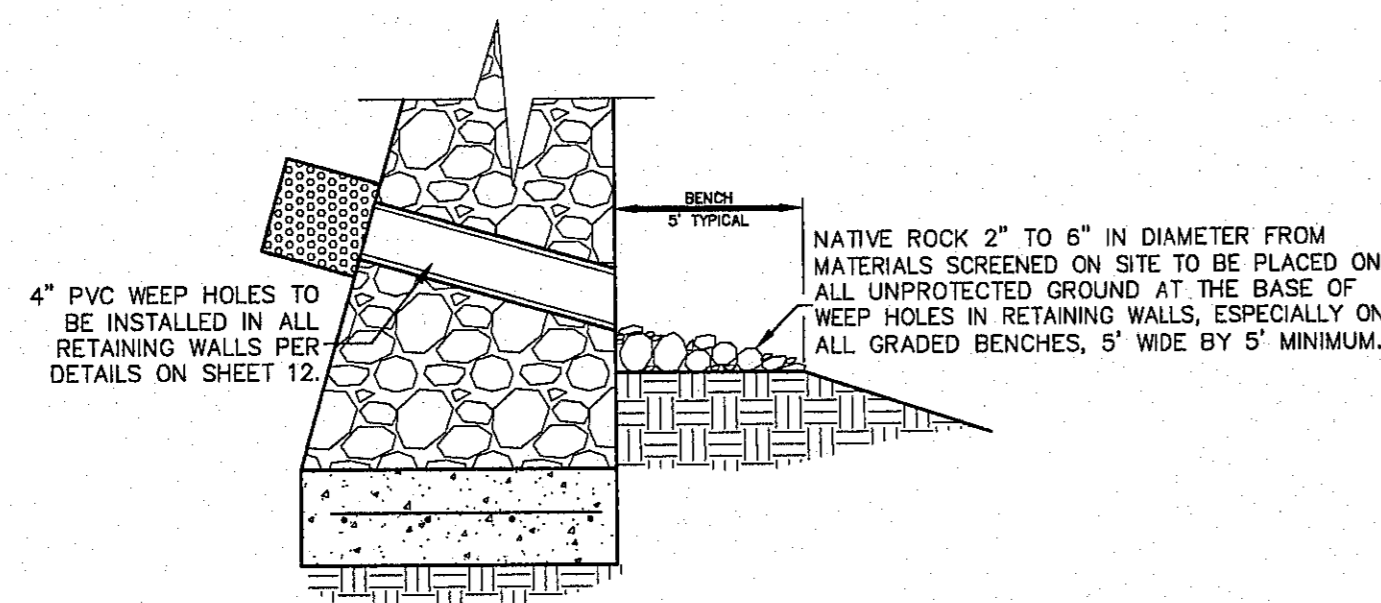 BENCH
5' TYPICAL
NATIVE ROCK 2" TO 6" IN DIAMETER FROM
MATERIALS SCREENED ON SITE TO BE PLACED ON
ALL UNPROTECTED GROUND AT THE BASE OF
WEEP HOLES IN RETAINING WALLS, ESPECIALLY ON
ALL GRADED BENCHES, 5' WIDE BY 5' MINIMUM.
4" PVC WEEP HOLES TO
BE INSTALLED IN ALL
RETAINING WALLS PER
DETAILS ON SHEET 12.